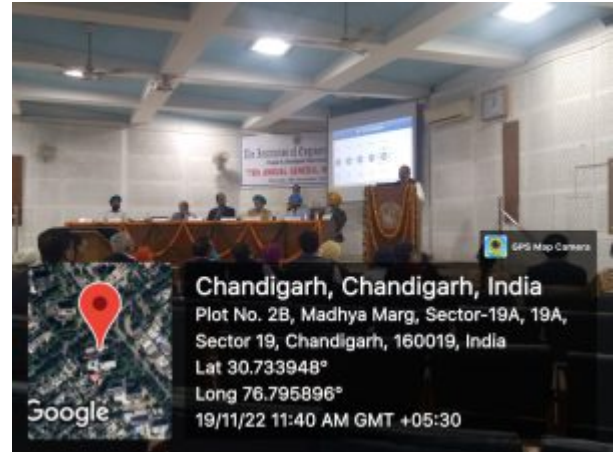 The Institution of Engineers
ANNUAL GENERAL
GPS Map Camera
Chandigarh, Chandigarh, India
Plot No. 2B, Madhya Marg, Sector-19A, 19A,
Sector 19, Chandigarh, 160019, India
Lat 30.733948°
Long 76.795896°
19/11/22 11:40 AM GMT +05:30
Google